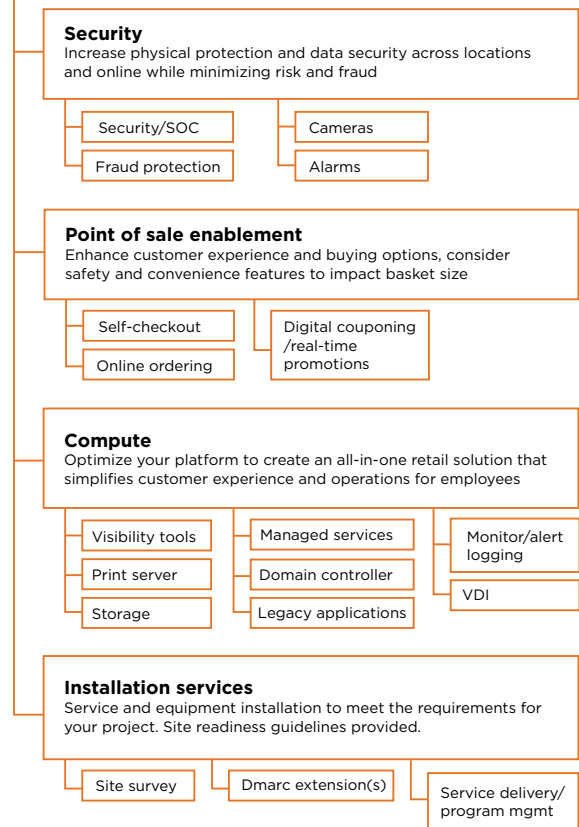 Security
Increase physical protection and data security across locations
and online while minimizing risk and fraud
Security/SOC
Fraud protection
Cameras
Alarms
Point of sale enablement
Enhance customer experience and buying options, consider
safety and convenience features to impact basket size
Self-checkout
Online ordering
Digital couponing
/real-time
promotions
Compute
Optimize your platform to create an all-in-one retail solution that
simplifies customer experience and operations for employees
Visibility tools
Print server
Storage
Managed services
Domain controller
Legacy applications
Monitor/alert
logging
VDI
Installation services
Service and equipment installation to meet the requirements for
your project. Site readiness guidelines provided.
Site survey
Dmarc extension(s)
Service delivery/
program mgmt